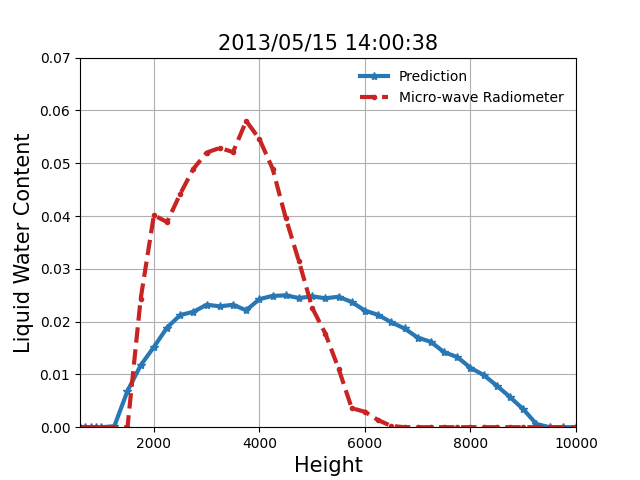 2013/05/15 14:00:38
Prediction
Micro-wave Radiometer
0.07
0.06
0.05
0.04
0.03
0.02
0.01
0.00
Liquid Water Content
2000 4000 6000 8000 10000
Height